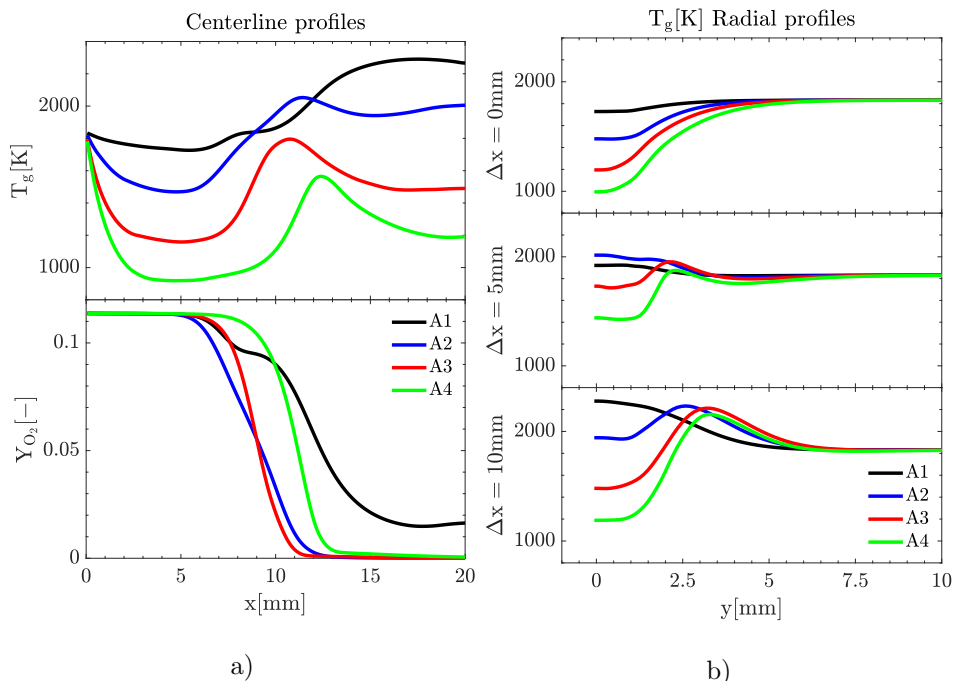 Centerline profiles
T_g[K]
2000
1000
Y_{O_2}[−]
0.1
0.05
0
A1
A2
A3
A4
0 5 10 15 20
x[mm]
a)
T_g[K] Radial profiles
Δx = 0mm
2000
1000
Δx = 5mm
2000
1000
Δx = 10mm
2000
1000
A1
A2
A3
A4
0 2.5 5 7.5 10
y[mm]
b)